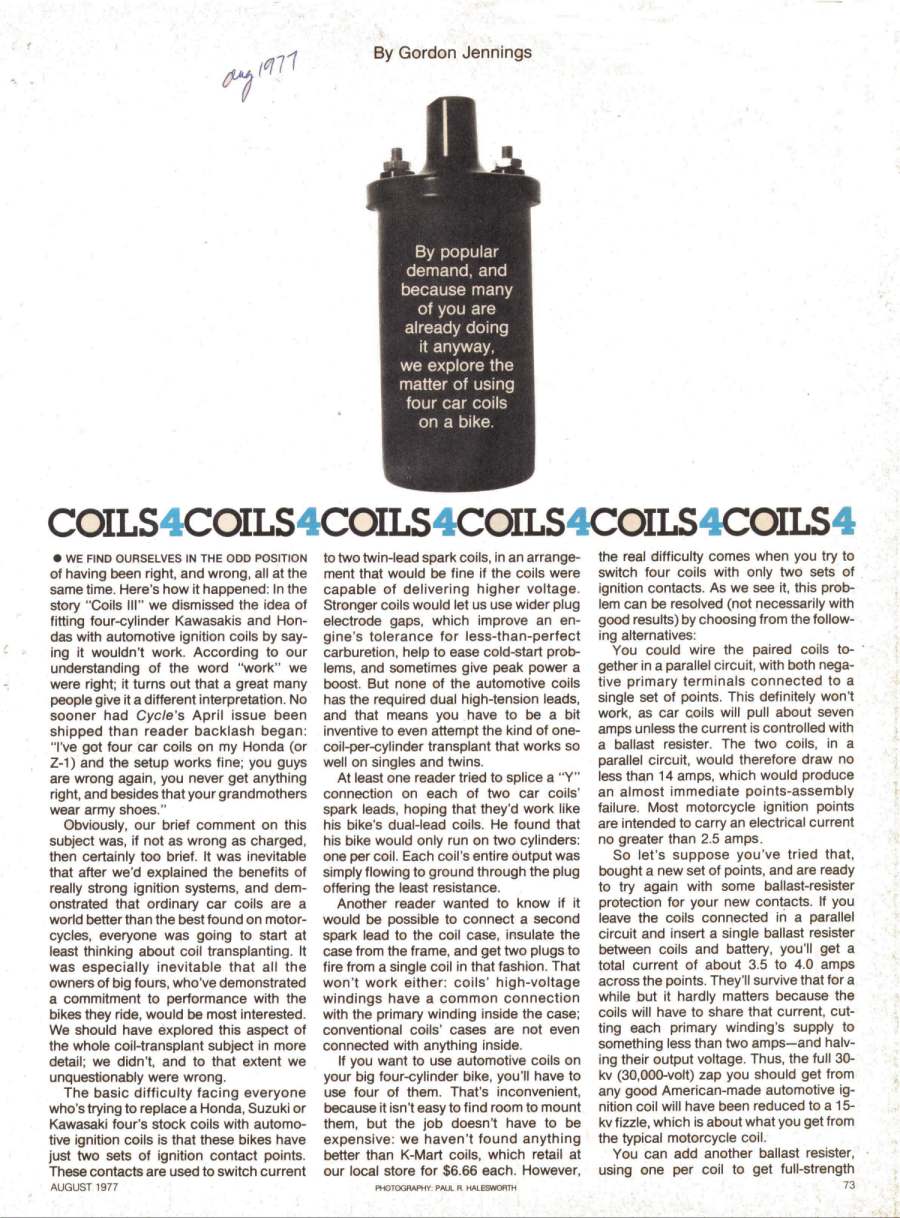 By Gordon Jennings
aug 1977
By popular
demand, and
because many
of you are
already doing
it anyway,
we explore the
matter of using
four car coils
on a bike.
COILS4COILS4COILS4COILS4COILS4COILS4
● WE FIND OURSELVES IN THE ODD POSITION
of having been right, and wrong, all at the
same time. Here's how it happened: In the
story "Coils III" we dismissed the idea of
fitting four-cylinder Kawasakis and Hon-
das with automotive ignition coils by say-
ing it wouldn't work. According to our
understanding of the word "work" we
were right; it turns out that a great many
people give it a different interpretation. No
sooner had Cycle's April issue been
shipped than reader backlash began:
"I've got four car coils on my Honda (or
Z-1) and the setup works fine; you guys
are wrong again, you never get anything
right, and besides that your grandmothers
wear army shoes."
Obviously, our brief comment on this
subject was, if not as wrong as charged,
then certainly too brief. It was inevitable
that after we'd explained the benefits of
really strong ignition systems, and dem-
onstrated that ordinary car coils are a
world better than the best found on motor-
cycles, everyone was going to start at
least thinking about coil transplanting. It
was especially inevitable that all the
owners of big fours, who've demonstrated
a commitment to performance with the
bikes they ride, would be most interested.
We should have explored this aspect of
the whole coil-transplant subject in more
detail; we didn't, and to that extent we
unquestionably were wrong.
The basic difficulty facing everyone
who's trying to replace a Honda, Suzuki or
Kawasaki four's stock coils with automo-
tive ignition coils is that these bikes have
just two sets of ignition contact points.
These contacts are used to switch current
to two twin-lead spark coils, in an arrange-
ment that would be fine if the coils were
capable of delivering higher voltage.
Stronger coils would let us use wider plug
electrode gaps, which improve an en-
gine's tolerance for less-than-perfect
carburetion, help to ease cold-start prob-
lems, and sometimes give peak power a
boost. But none of the automotive coils
has the required dual high-tension leads,
and that means you have to be a bit
inventive to even attempt the kind of one-
coil-per-cylinder transplant that works so
well on singles and twins.
At least one reader tried to splice a "Y"
connection on each of two car coils'
spark leads, hoping that they'd work like
his bike's dual-lead coils. He found that
his bike would only run on two cylinders:
one per coil. Each coil's entire output was
simply flowing to ground through the plug
offering the least resistance.
Another reader wanted to know if it
would be possible to connect a second
spark lead to the coil case, insulate the
case from the frame, and get two plugs to
fire from a single coil in that fashion. That
won't work either: coils' high-voltage
windings have a common connection
with the primary winding inside the case;
conventional coils' cases are not even
connected with anything inside.
If you want to use automotive coils on
your big four-cylinder bike, you'll have to
use four of them. That's inconvenient,
because it isn't easy to find room to mount
them, but the job doesn't have to be
expensive: we haven't found anything
better than K-Mart coils, which retail at
our local store for $6.66 each. However,
the real difficulty comes when you try to
switch four coils with only two sets of
ignition contacts. As we see it, this prob-
lem can be resolved (not necessarily with
good results) by choosing from the follow-
ing alternatives:
You could wire the paired coils to-
gether in a parallel circuit, with both nega-
tive primary terminals connected to a
single set of points. This definitely won't
work, as car coils will pull about seven
amps unless the current is controlled with
a ballast resister. The two coils, in a
parallel circuit, would therefore draw no
less than 14 amps, which would produce
an almost immediate points-assembly
failure. Most motorcycle ignition points
are intended to carry an electrical current
no greater than 2.5 amps.
So let's suppose you've tried that,
bought a new set of points, and are ready
to try again with some ballast-resister
protection for your new contacts. If you
leave the coils connected in a parallel
circuit and insert a single ballast resister
between coils and battery, you'll get a
total current of about 3.5 to 4.0 amps
across the points. They'll survive that for a
while but it hardly matters because the
coils will have to share that current, cut-
ting each primary winding's supply to
something less than two amps—and halv-
ing their output voltage. Thus, the full 30-
kv (30,000-volt) zap you should get from
any good American-made automotive ig-
nition coil will have been reduced to a 15-
kv fizzle, which is about what you get from
the typical motorcycle coil.
You can add another ballast resister,
using one per coil to get full-strength
AUGUST 1977
PHOTOGRAPHY: PAUL R. HALESWORTH
73